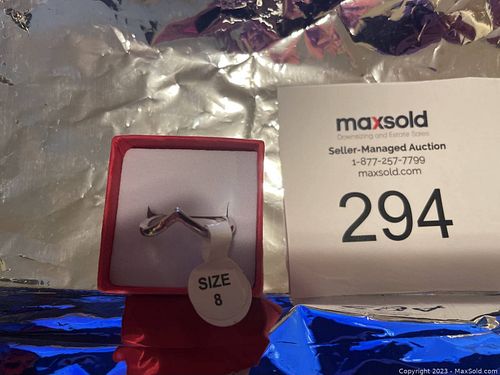 maxsold
Downsizing and Estate Sales
Seller-Managed Auction
1-877-257-7799
maxsold.com
294
SIZE
8
Copyright 2023 - MaxSold.com